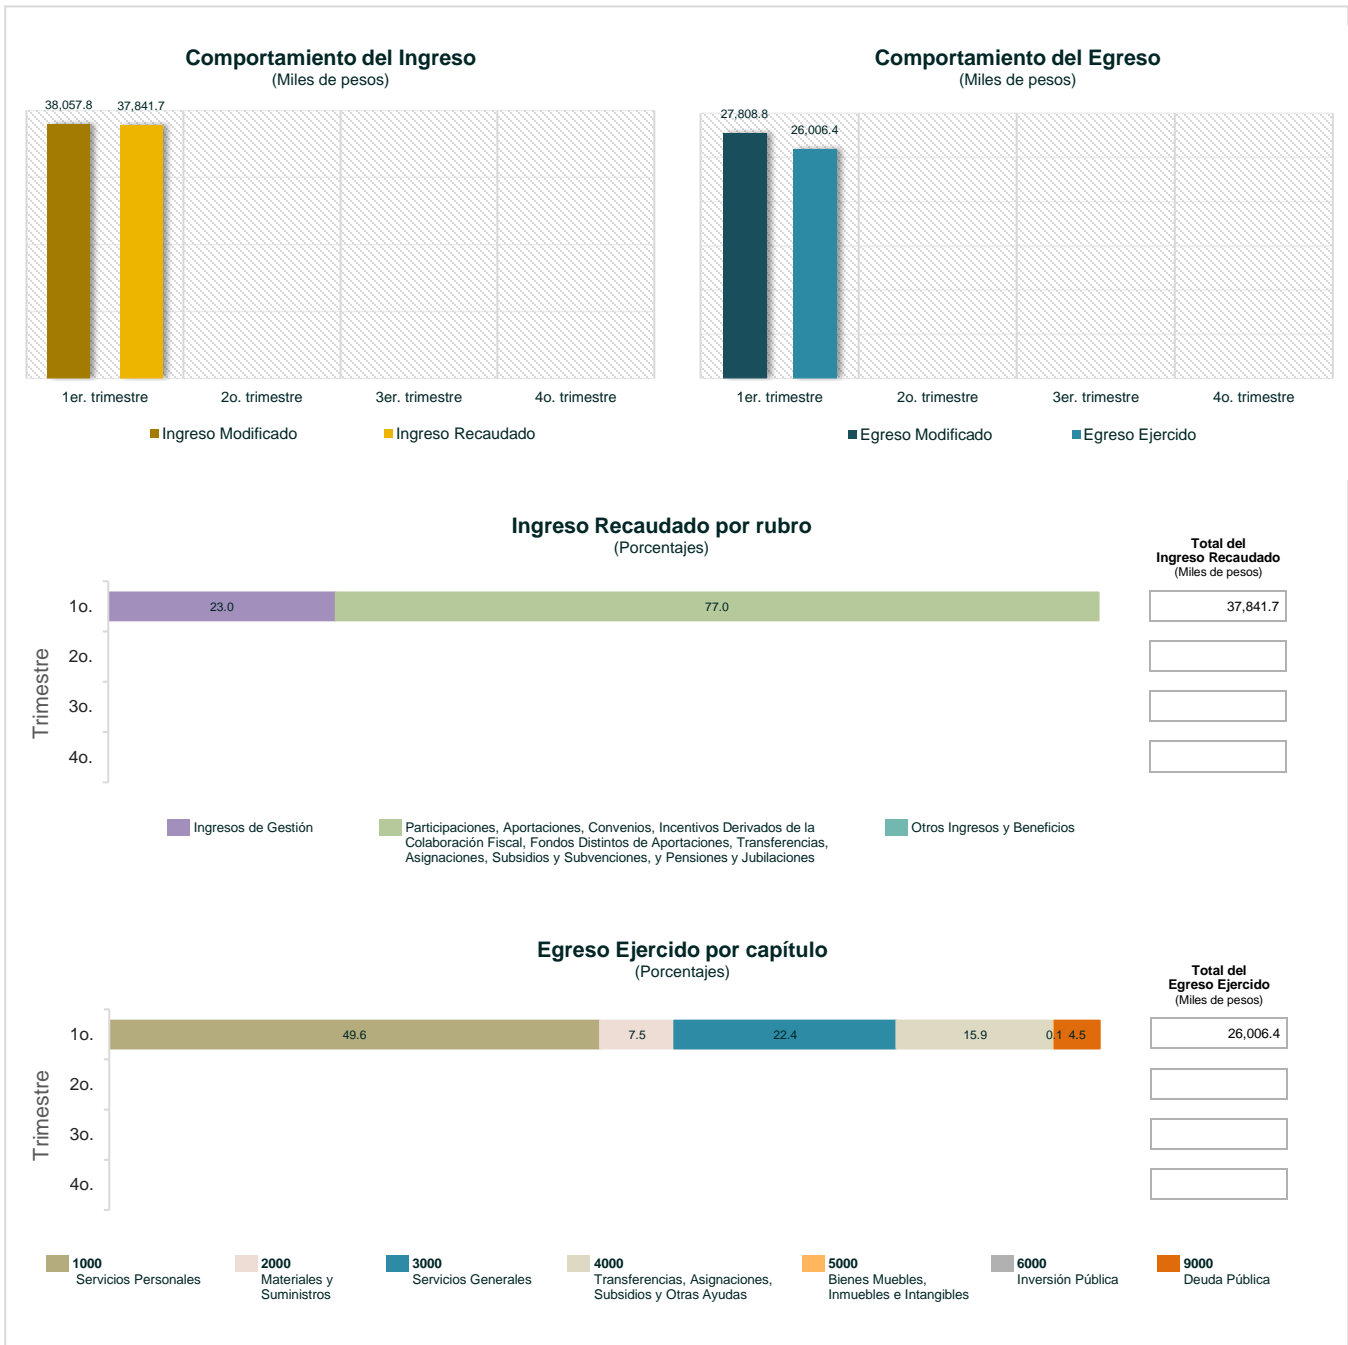 Comportamiento del Ingreso
(Miles de pesos)
38,057.8
37,841.7
1er. trimestre
2o. trimestre
3er. trimestre
4o. trimestre
Ingreso Modificado
Ingreso Recaudado
Comportamiento del Egreso
(Miles de pesos)
27,808.8
26,006.4
1er. trimestre
2o. trimestre
3er. trimestre
4o. trimestre
Egreso Modificado
Egreso Ejercido
Ingreso Recaudado por rubro
(Porcentajes)
Total del
Ingreso Recaudado
(Miles de pesos)
Trimestre
1o.
23.0
77.0
37,841.7
2o.
3o.
4o.
Ingresos de Gestión
Participaciones, Aportaciones, Convenios, Incentivos Derivados de la
Colaboración Fiscal, Fondos Distintos de Aportaciones, Transferencias,
Asignaciones, Subsidios y Subvenciones, y Pensiones y Jubilaciones
Otros Ingresos y Beneficios
Egreso Ejercido por capítulo
(Porcentajes)
Total del
Egreso Ejercido
(Miles de pesos)
Trimestre
1o.
49.6
7.5
22.4
15.9
0.1
4.5
26,006.4
2o.
3o.
4o.
1000
Servicios Personales
2000
Materiales y
Suministros
3000
Servicios Generales
4000
Transferencias, Asignaciones,
Subsidios y Otras Ayudas
5000
Bienes Muebles,
Inmuebles e Intangibles
6000
Inversión Pública
9000
Deuda Pública